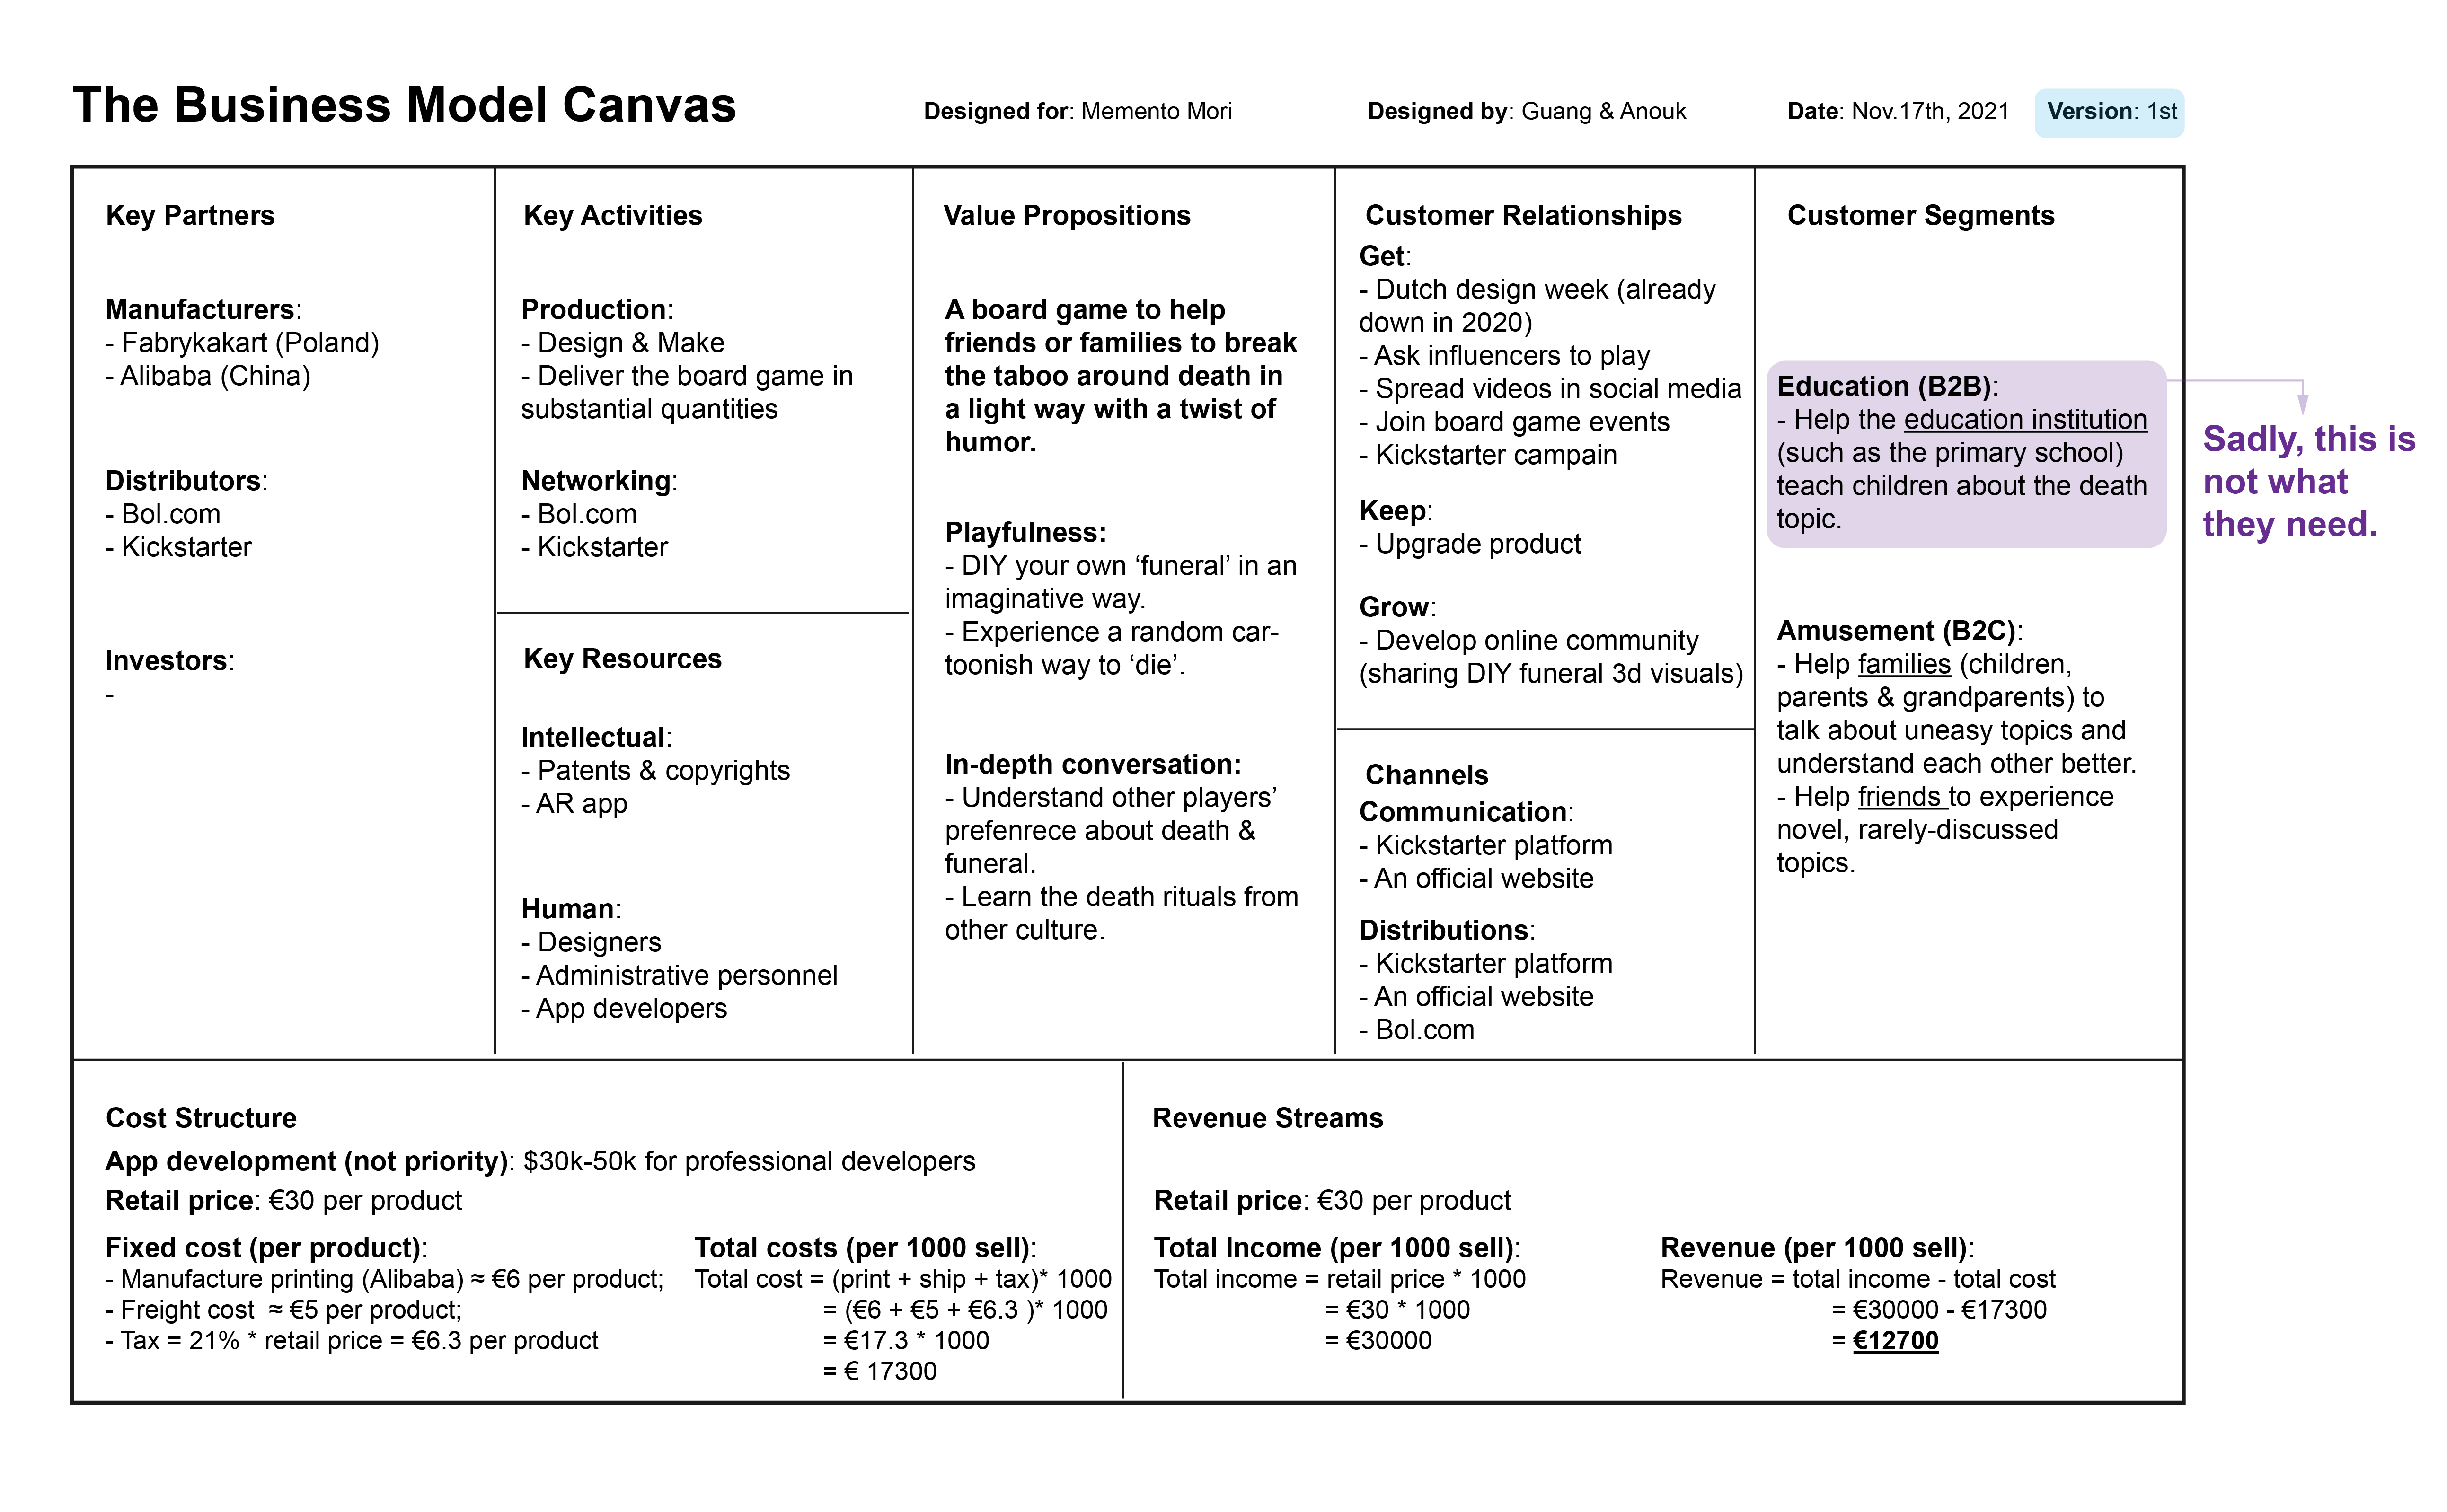 The Business Model Canvas
Designed for: Memento Mori
Designed by: Guang & Anouk
Date: Nov.17th, 2021
Version: 1st
Key Partners
Manufacturers:
- Fabrykakart (Poland)
- Alibaba (China)
Distributors:
- Bol.com
- Kickstarter
Investors:
-
Key Activities
Production:
- Design & Make
- Deliver the board game in
substantial quantities
Networking:
- Bol.com
- Kickstarter
Key Resources
Intellectual:
- Patents & copyrights
- AR app
Human:
- Designers
- Administrative personnel
- App developers
Value Propositions
A board game to help
friends or families to break
the taboo around death in
a light way with a twist of
humor.
Playfulness:
- DIY your own ‘funeral’ in an
imaginative way.
- Experience a random car-
toonish way to ‘die’.
In-depth conversation:
- Understand other players’
prefenrece about death &
funeral.
- Learn the death rituals from
other culture.
Customer Relationships
Get:
- Dutch design week (already
down in 2020)
- Ask influencers to play
- Spread videos in social media
- Join board game events
- Kickstarter campain
Keep:
- Upgrade product
Grow:
- Develop online community
(sharing DIY funeral 3d visuals)
Channels
Communication:
- Kickstarter platform
- An official website
Distributions:
- Kickstarter platform
- An official website
- Bol.com
Customer Segments
Education (B2B):
- Help the education institution
(such as the primary school)
teach children about the death
topic.
Sadly, this is
not what
they need.
Amusement (B2C):
- Help families (children,
parents & grandparents) to
talk about uneasy topics and
understand each other better.
- Help friends to experience
novel, rarely-discussed
topics.
Cost Structure
App development (not priority): $30k-50k for professional developers
Retail price: €30 per product
Fixed cost (per product):
- Manufacture printing (Alibaba) ≈ €6 per product;
- Freight cost ≈ €5 per product;
- Tax = 21% * retail price = €6.3 per product
Total costs (per 1000 sell):
Total cost = (print + ship + tax)* 1000
= (€6 + €5 + €6.3 )* 1000
= €17.3 * 1000
= € 17300
Revenue Streams
Retail price: €30 per product
Total Income (per 1000 sell):
Total income = retail price * 1000
= €30 * 1000
= €30000
Revenue (per 1000 sell):
Revenue = total income - total cost
= €30000 - €17300
= €12700